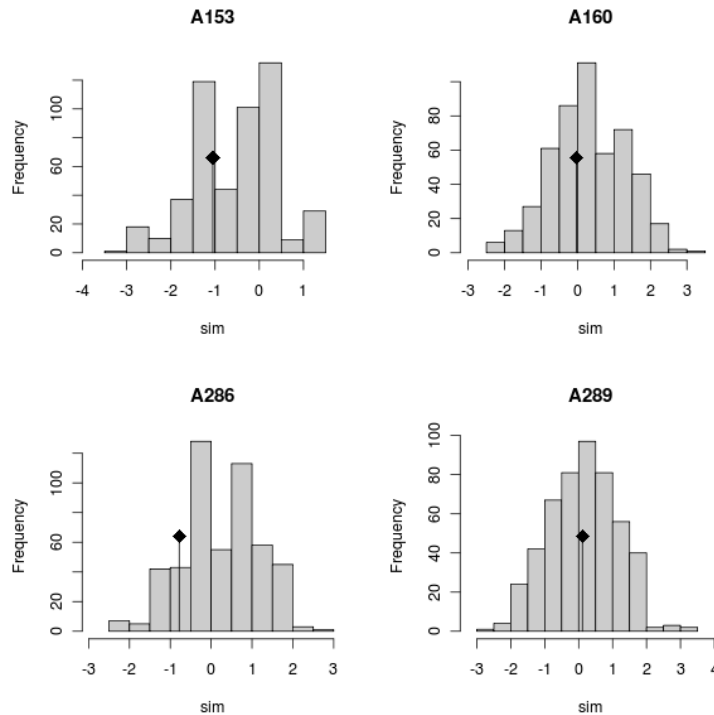 A153
Frequency
0 20 60 100
-4 -3 -2 -1 0 1
sim
A160
Frequency
0 20 40 60 80
-3 -2 -1 0 1 2 3
sim
A286
Frequency
0 20 60 100
-3 -2 -1 0 1 2 3
sim
A289
Frequency
0 20 40 60 80 100
-3 -2 -1 0 1 2 3 4
sim